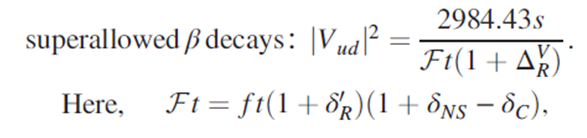 superallowed β decays: |V_ud|² = 2984.43s / ℱt(1 + Δ_R^V).
Here, ℱt = ft(1 + δ′_R)(1 + δ_NS − δ_C),